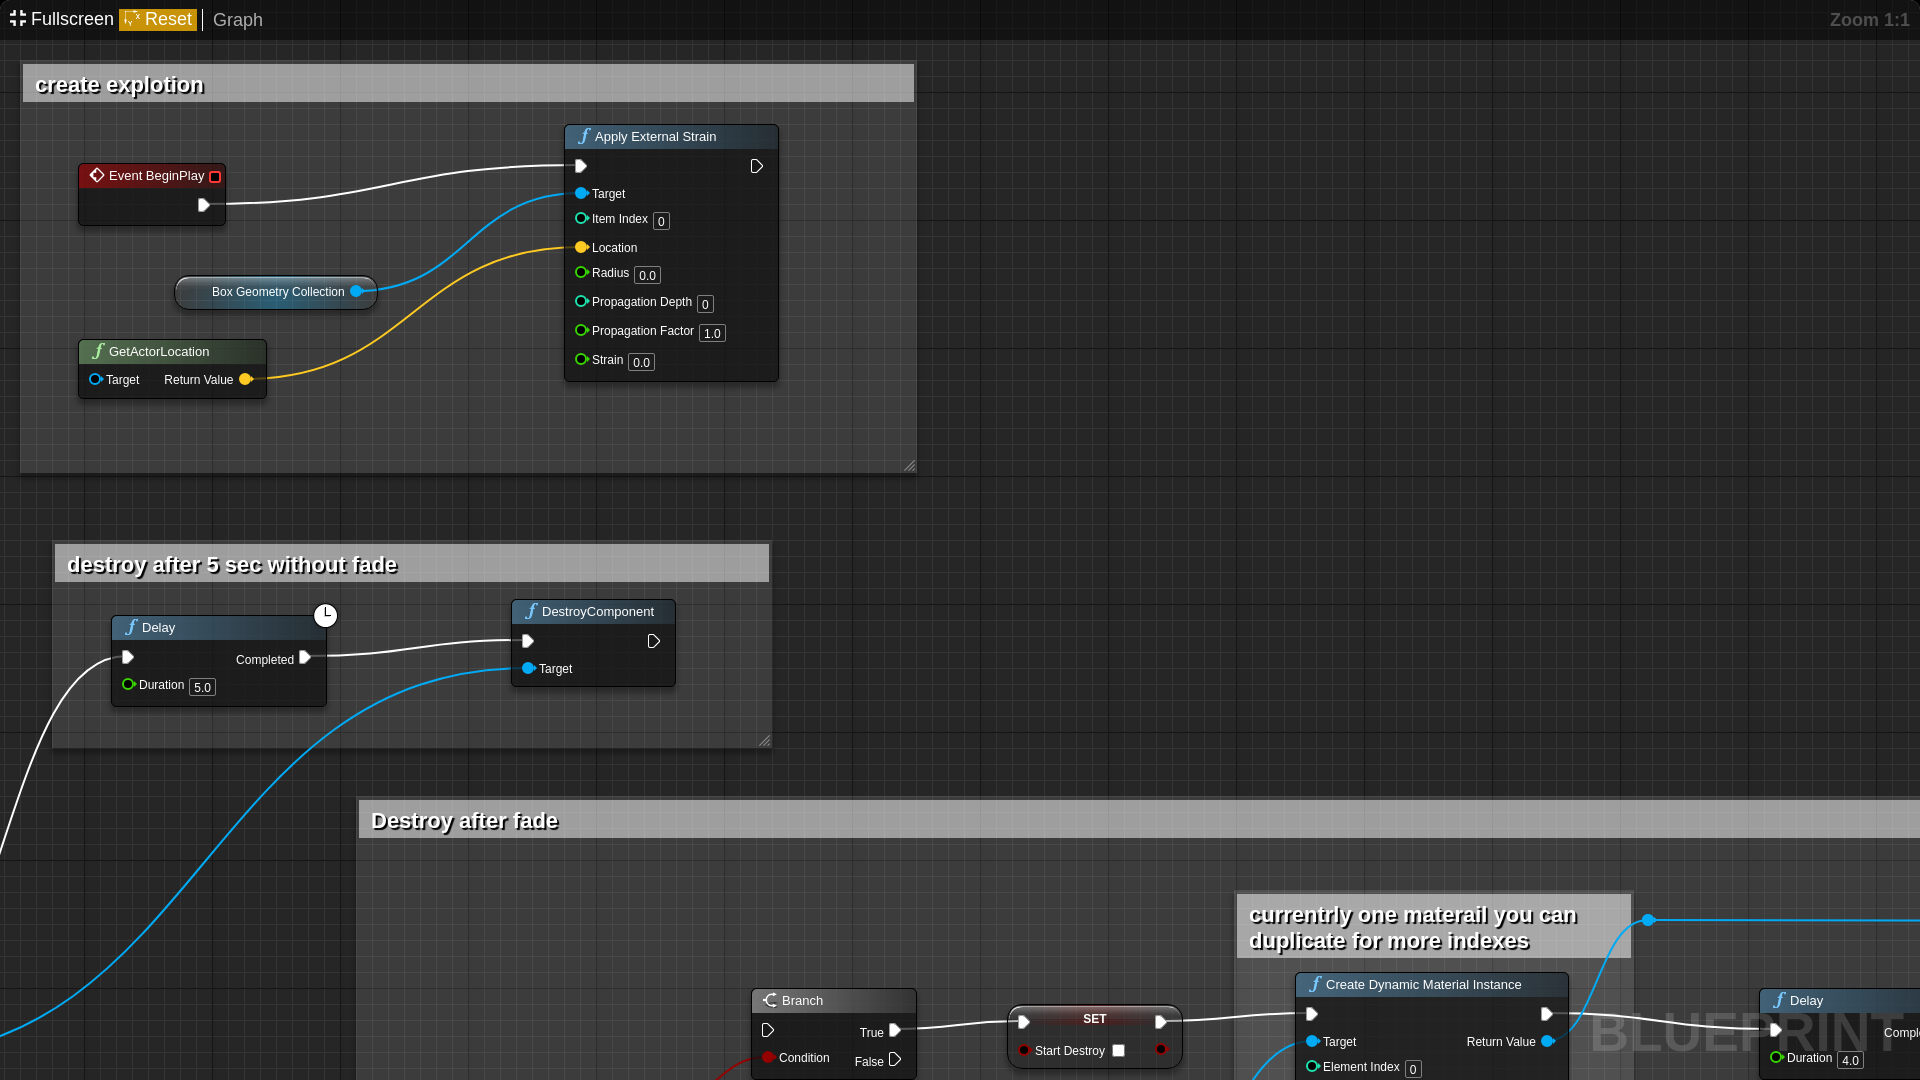 Fullscreen Reset Graph Zoom 1:1
create explotion
Apply External Strain
Event BeginPlay
Target
Item Index 0
Location
Radius 0.0
Propagation Depth 0
Propagation Factor 1.0
Strain 0.0
Box Geometry Collection
GetActorLocation
Target Return Value
destroy after 5 sec without fade
Delay
Completed
Duration 5.0
DestroyComponent
Target
Destroy after fade
currentrly one materail you can
duplicate for more indexes
Branch
True
Condition
False
SET
Start Destroy
Create Dynamic Material Instance
Target Return Value
Element Index 0
Delay
Comple
Duration 4.0
BLUEPRINT